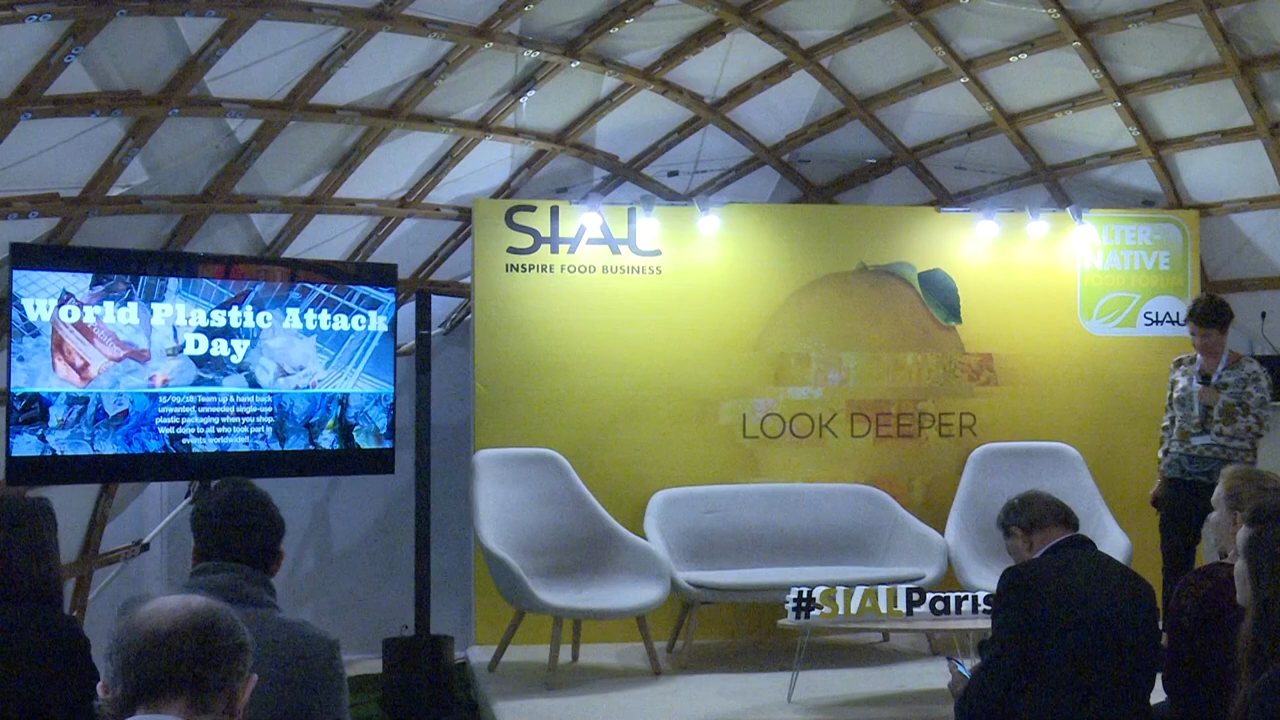 World Plastic Attack
Day
15/09/18: Team up & hand back
unwanted, unneeded single-use
plastic packaging when you shop.
Well done to all who took part in
events worldwide!!
SIAL
INSPIRE FOOD BUSINESS
LOOK DEEPER
ALTER-
NATIVE
SIAL
#SIALParis